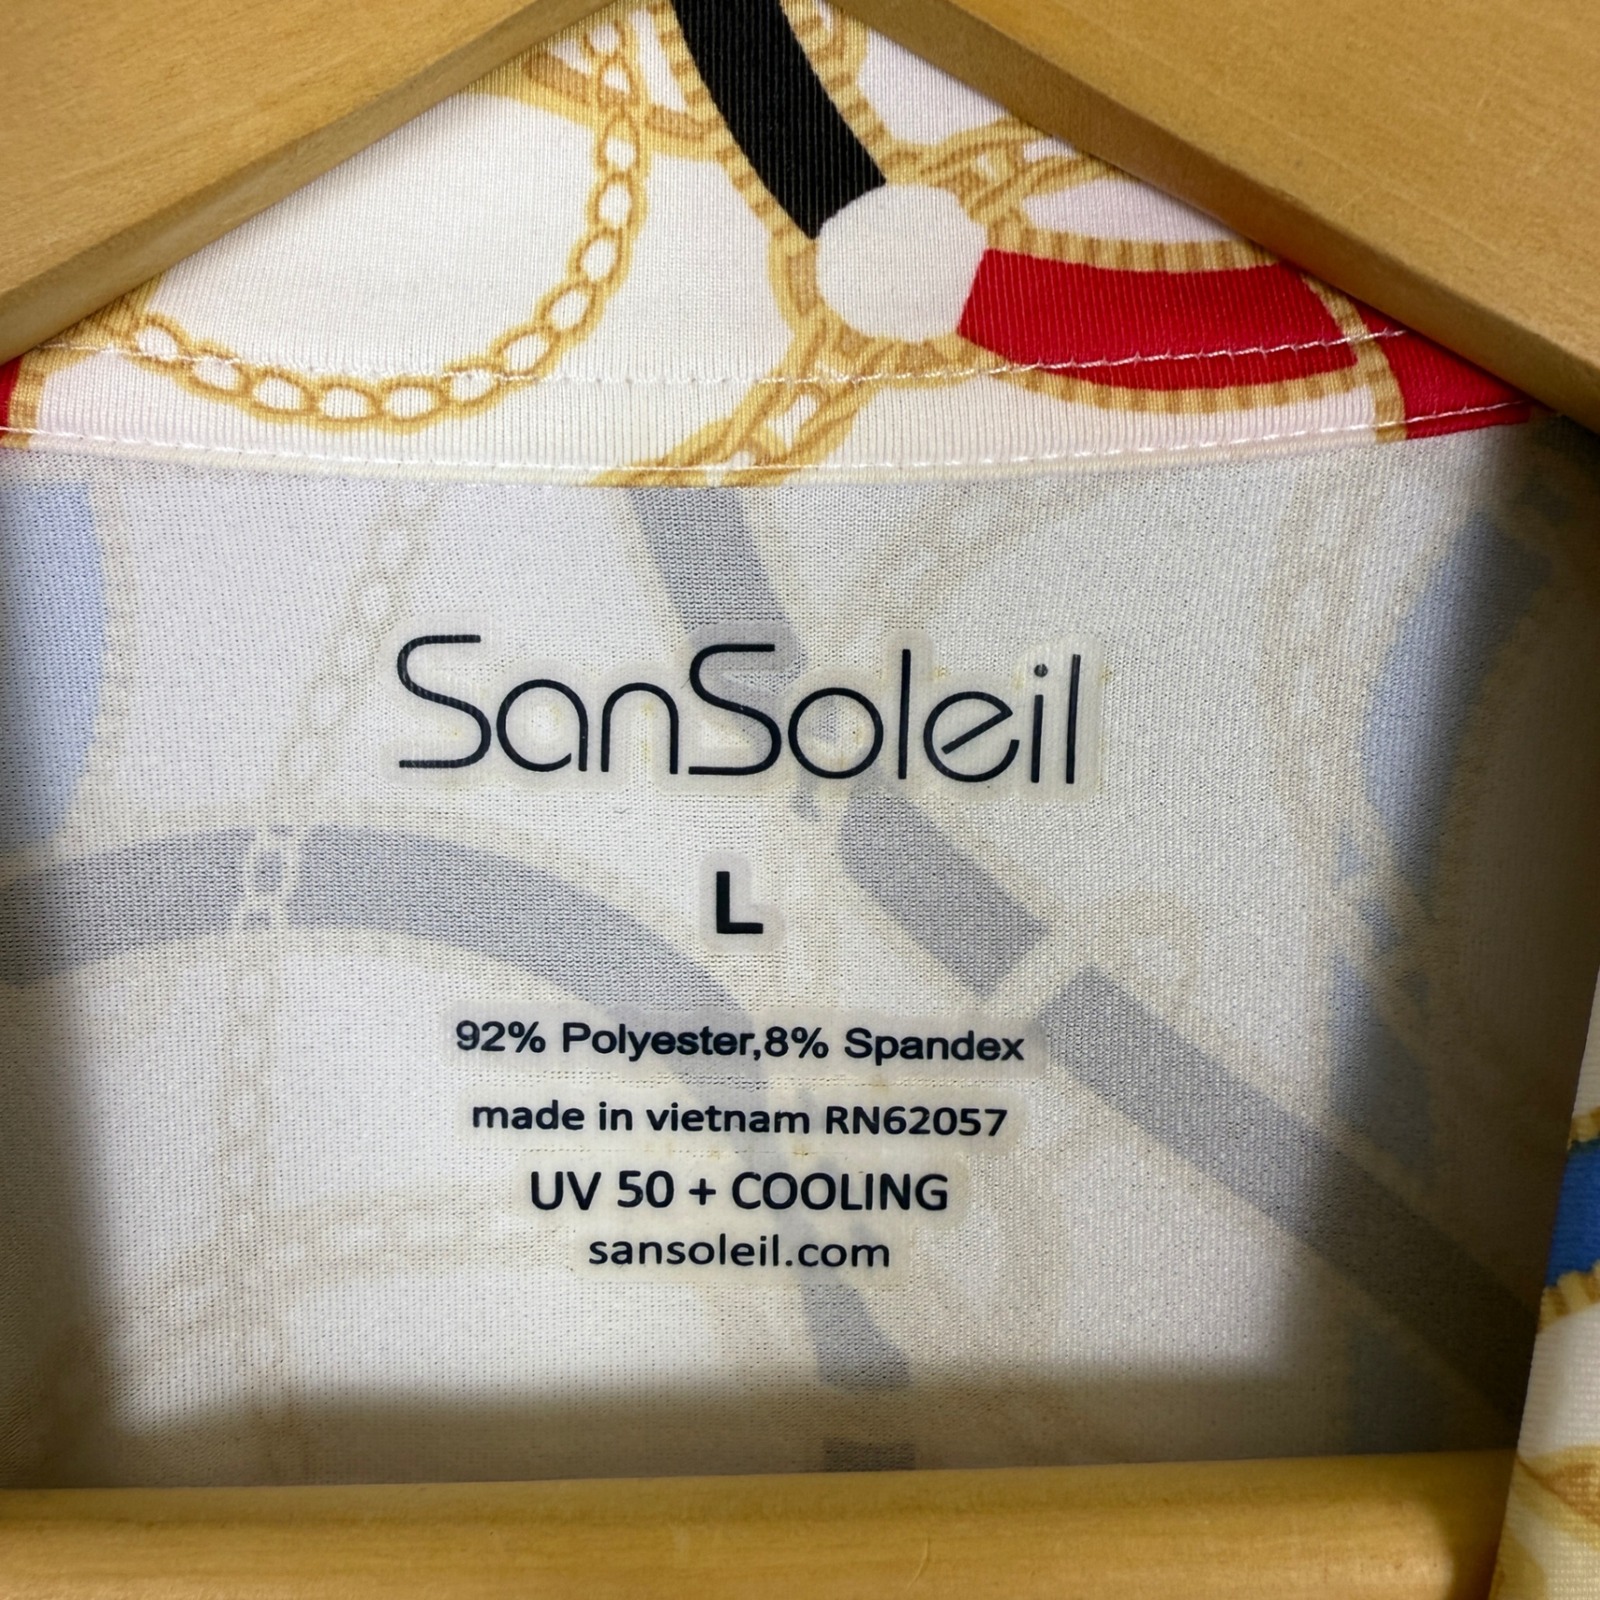 SanSoleil
L
92% Polyester,8% Spandex
made in vietnam RN62057
UV 50 + COOLING
sansoleil.com